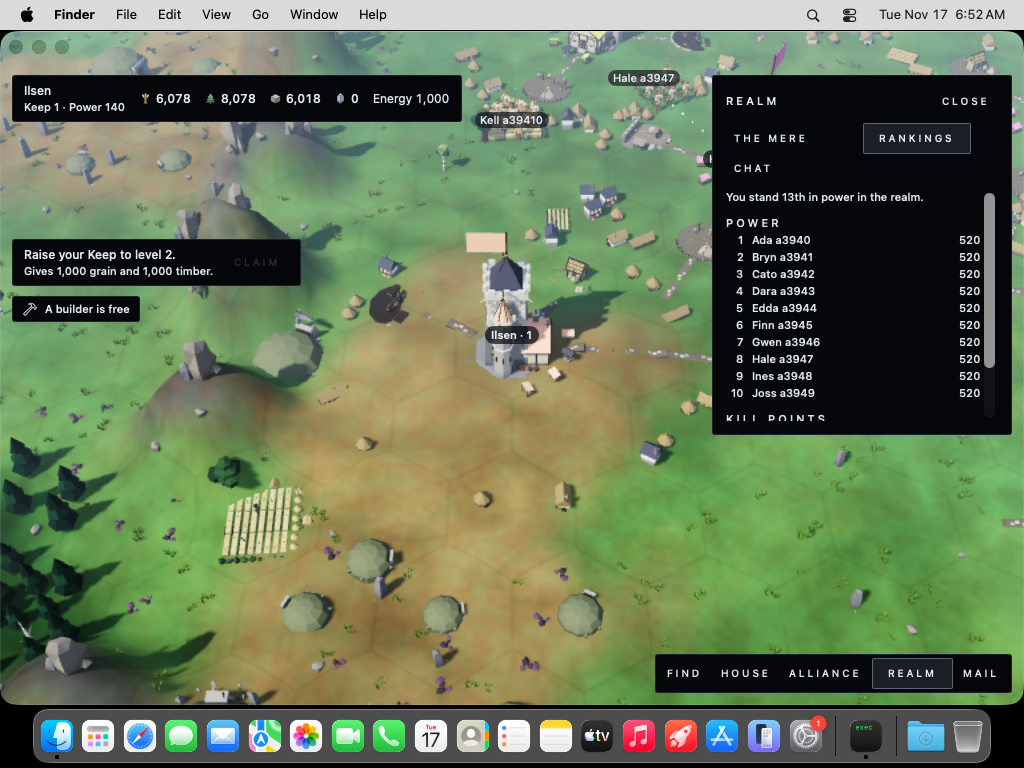 Finder File Edit View Go Window Help Tue Nov 17 6:52 AM
Hale a3947
Kell a39410
Ilsen
Keep 1 · Power 140
6,078 8,078 6,018 0 Energy 1,000
Raise your Keep to level 2.
Gives 1,000 grain and 1,000 timber.
CLAIM
A builder is free
Ilsen · 1
REALM CLOSE
THE MERE RANKINGS
CHAT
You stand 13th in power in the realm.
POWER
1 Ada a3940 520
2 Bryn a3941 520
3 Cato a3942 520
4 Dara a3943 520
5 Edda a3944 520
6 Finn a3945 520
7 Gwen a3946 520
8 Hale a3947 520
9 Ines a3948 520
10 Joss a3949 520
KILL POINTS
FIND HOUSE ALLIANCE REALM MAIL
Tue
17
tv
1
exec